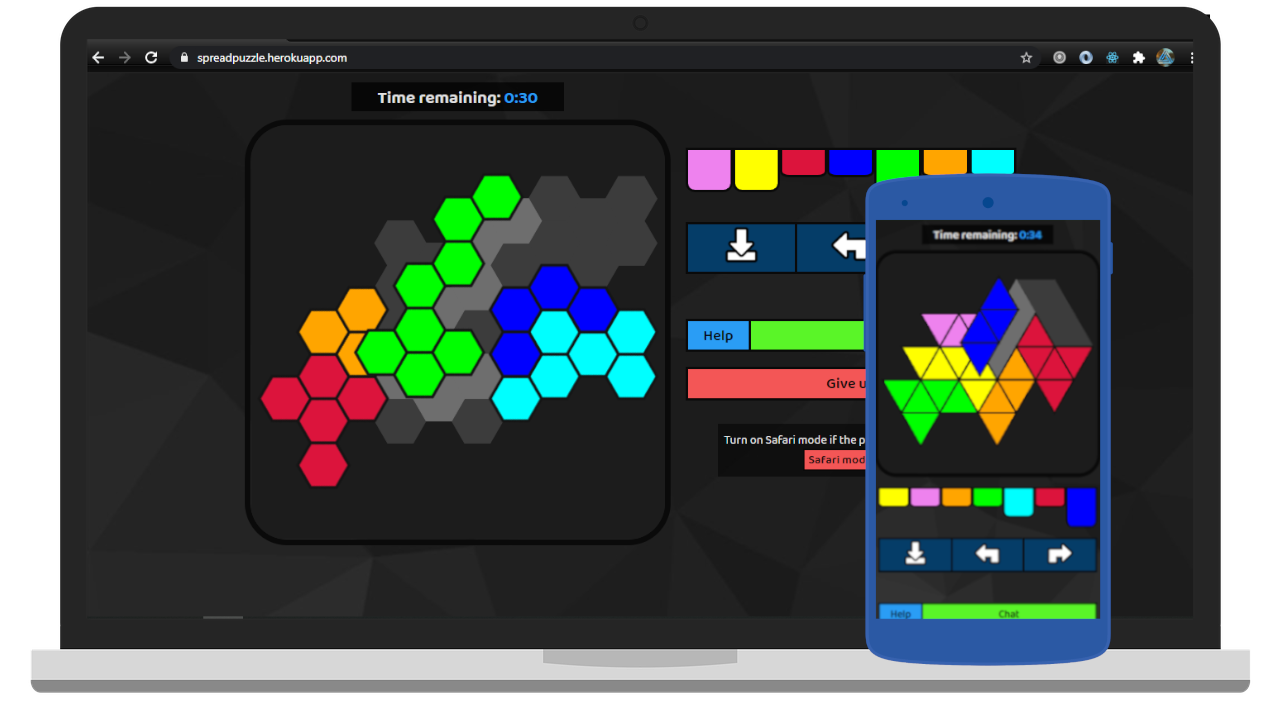 spreadpuzzle.herokuapp.com
Time remaining: 0:30
Help
Give u
Turn on Safari mode if the p
Safari mod
Time remaining: 0:34
Help
Chat